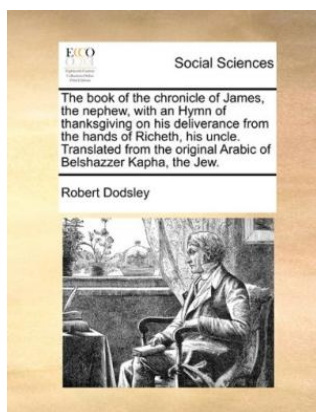 ECCO
Social Sciences
The book of the chronicle of James,
the nephew, with an Hymn of
thanksgiving on his deliverance from
the hands of Richeth, his uncle.
Translated from the original Arabic of
Belshazzer Kapha, the Jew.
Robert Dodsley